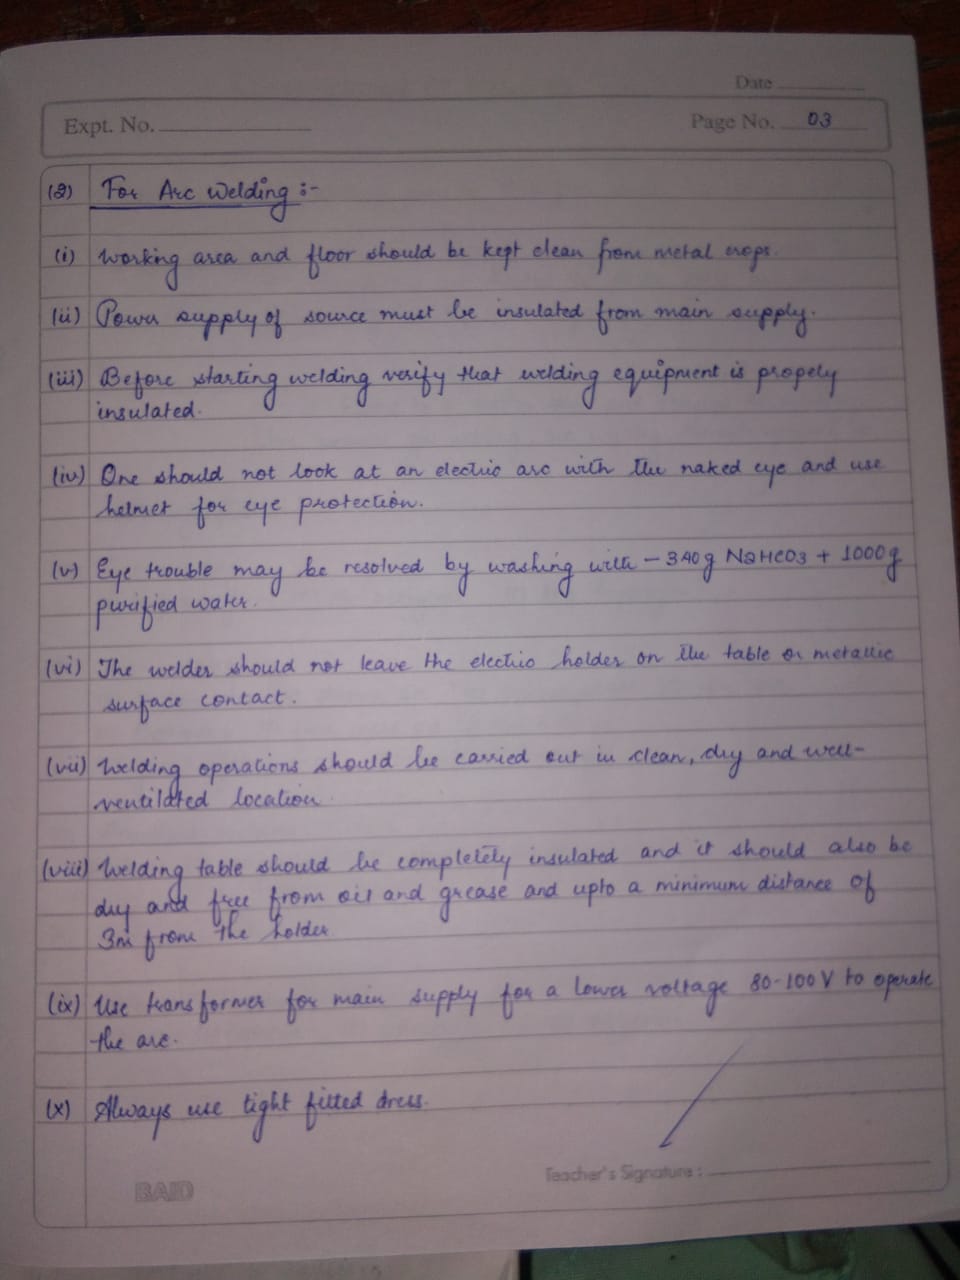 Date
Expt. No.
Page No. 03
(2) For Arc Welding :-
(i) Working area and floor should be kept clean from metal crops.
(ii) Power supply of source must be insulated from main supply.
(iii) Before starting welding verify that welding equipment is propely
insulated.
(iv) One should not look at an electric arc with the naked eye and use
helmet for eye protection.
(v) Eye trouble may be resolved by washing with - 340g NaHCO3 + 1000g
purified water.
(vi) The welder should not leave the electric holder on the table or metallic
surface contact.
(vii) Welding operations should be carried out in clean, dry and well-
ventilated location
(viii) Welding table should be completely insulated and it should also be
dry and free from oil and grease and upto a minimum distance of
3m from the holder
(ix) Use transformer for main supply for a lower voltage 80-100V to operate
the arc.
(x) Always use tight fitted dress.
Teacher's Signature :
BAID